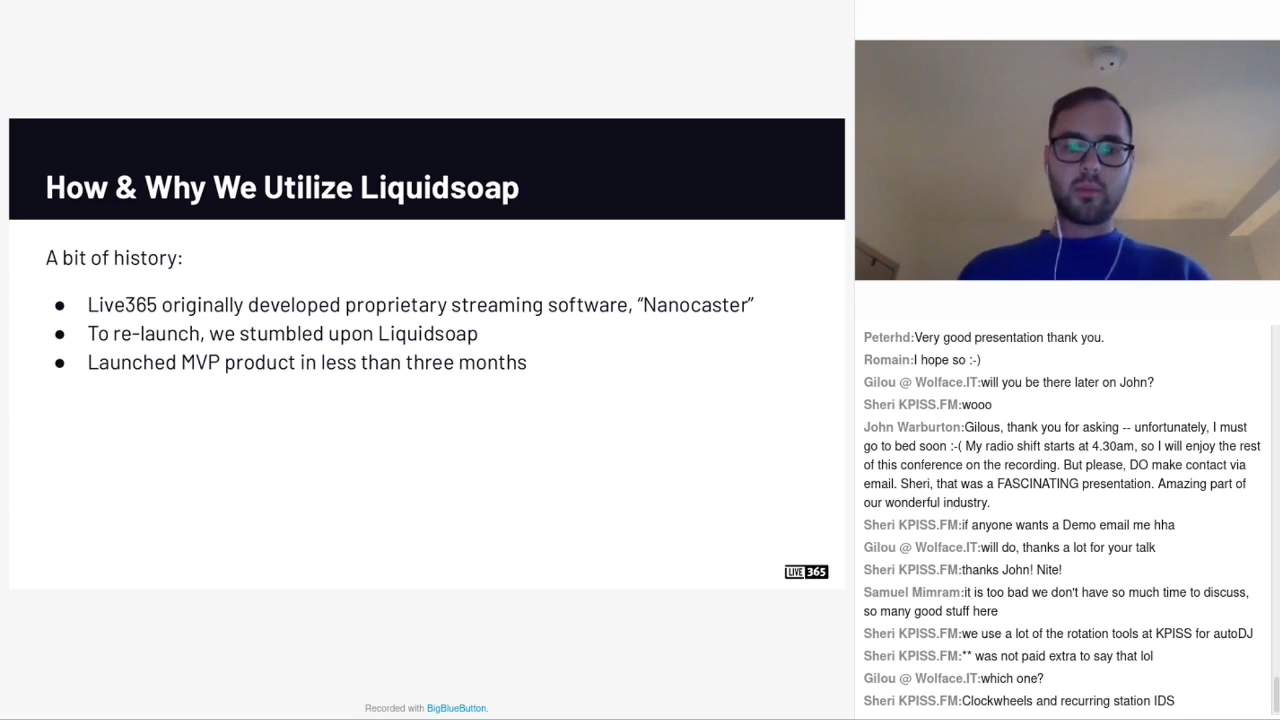 How & Why We Utilize Liquidsoap
A bit of history:
● Live365 originally developed proprietary streaming software, “Nanocaster”
● To re-launch, we stumbled upon Liquidsoap
● Launched MVP product in less than three months
LIVE 365
Recorded with BigBlueButton.
Peterhd:Very good presentation thank you.
Romain:I hope so :-)
Gilou @ Wolface.IT:will you be there later on John?
Sheri KPISS.FM:wooo
John Warburton:Gilous, thank you for asking -- unfortunately, I must
go to bed soon :-( My radio shift starts at 4.30am, so I will enjoy the rest
of this conference on the recording. But please, DO make contact via
email. Sheri, that was a FASCINATING presentation. Amazing part of
our wonderful industry.
Sheri KPISS.FM:if anyone wants a Demo email me hha
Gilou @ Wolface.IT:will do, thanks a lot for your talk
Sheri KPISS.FM:thanks John! Nite!
Samuel Mimram:it is too bad we don't have so much time to discuss,
so many good stuff here
Sheri KPISS.FM:we use a lot of the rotation tools at KPISS for autoDJ
Sheri KPISS.FM:** was not paid extra to say that lol
Gilou @ Wolface.IT:which one?
Sheri KPISS.FM:Clockwheels and recurring station IDS